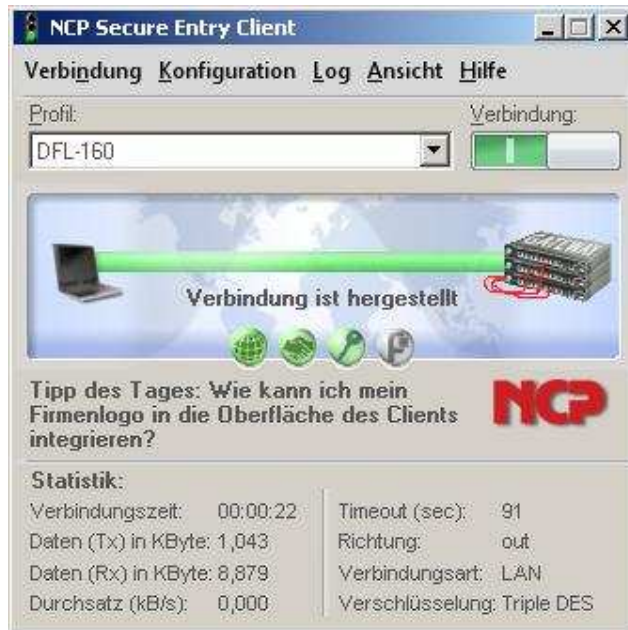 NCP Secure Entry Client
Verbindung Konfiguration Log Ansicht Hilfe
Profil: Verbindung:
DFL-160
Verbindung ist hergestellt
Tipp des Tages: Wie kann ich mein
Firmenlogo in die Oberfläche des Clients
integrieren?
NCP
Statistik:
Verbindungszeit: 00:00:22 Timeout (sec): 91
Daten (Tx) in KByte: 1,043 Richtung: out
Daten (Rx) in KByte: 8,879 Verbindungsart: LAN
Durchsatz (kB/s): 0,000 Verschlüsselung: Triple DES